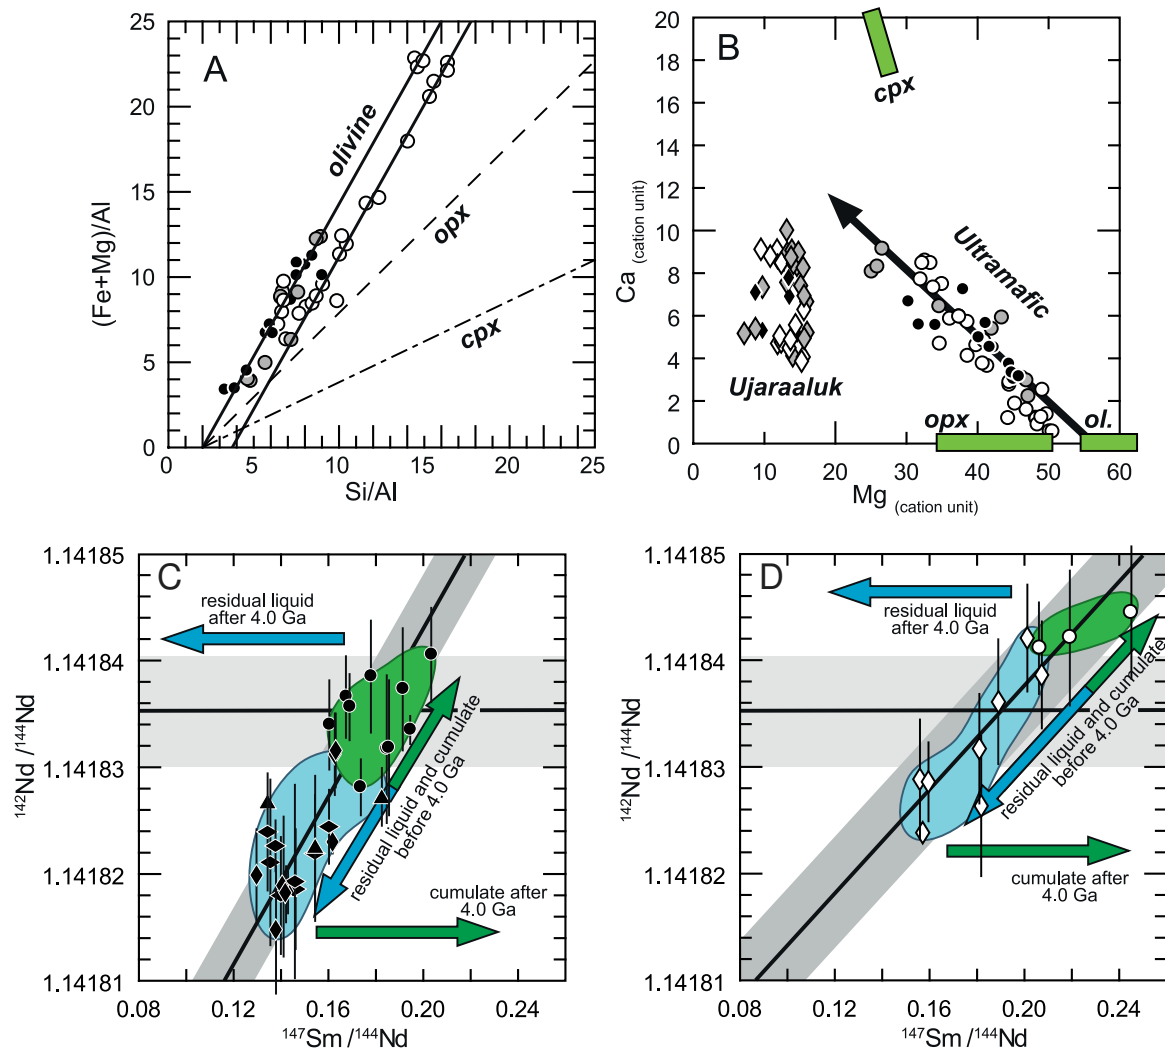 A
25
20
15
10
5
0
(Fe+Mg)/Al
olivine
opx
cpx
0
5
10
15
20
25
Si/Al
B
20
18
16
14
12
10
8
6
4
2
0
Ca (cation unit)
cpx
Ultramafic
Ujaraaluk
opx
ol.
0
10
20
30
40
50
60
Mg (cation unit)
C
1.14185
1.14184
1.14183
1.14182
1.14181
142Nd /144Nd
residual liquid
after 4.0 Ga
residual liquid and cumulate
before 4.0 Ga
cumulate after
4.0 Ga
0.08
0.12
0.16
0.20
0.24
147Sm /144Nd
D
1.14185
1.14184
1.14183
1.14182
1.14181
142Nd /144Nd
residual liquid
after 4.0 Ga
residual liquid and cumulate
before 4.0 Ga
cumulate after
4.0 Ga
0.08
0.12
0.16
0.20
0.24
147Sm /144Nd